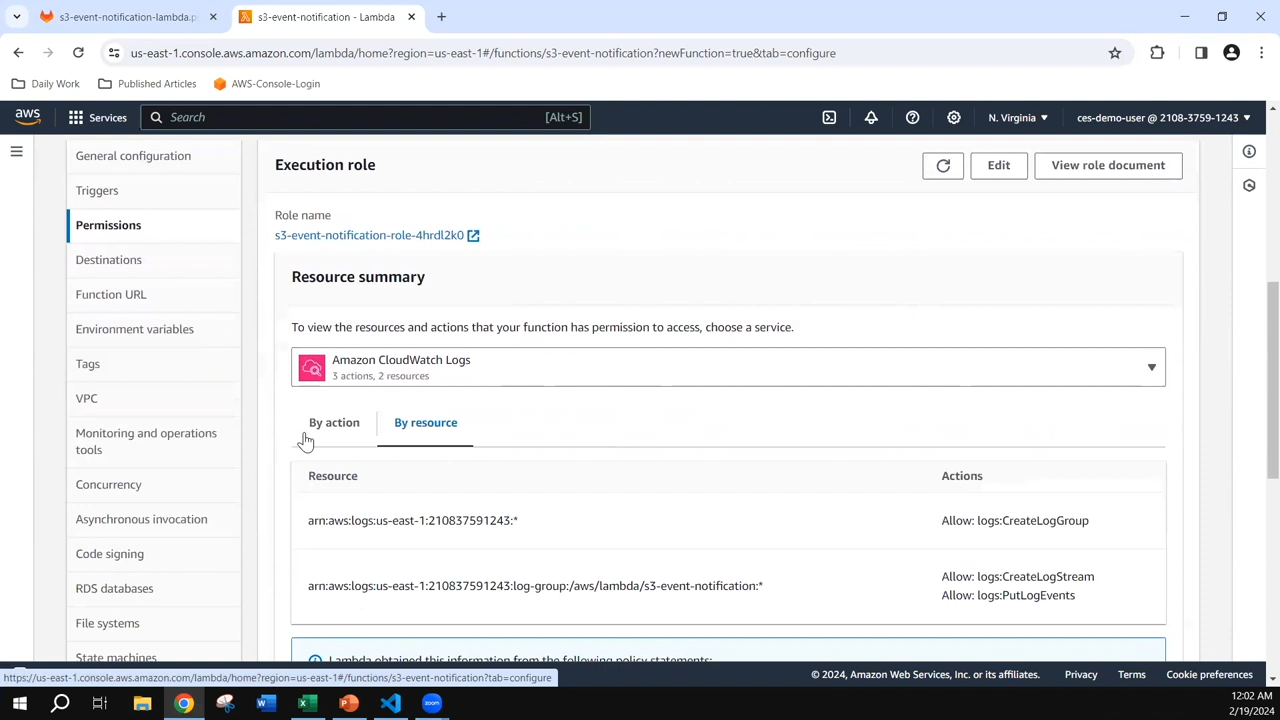 s3-event-notification-lambda.p
s3-event-notification - Lambda
us-east-1.console.aws.amazon.com/lambda/home?region=us-east-1#/functions/s3-event-notification?newFunction=true&tab=configure
Daily Work
Published Articles
AWS-Console-Login
aws
Services
Search
[Alt+S]
N. Virginia
ces-demo-user @ 2108-3759-1243
General configuration
Triggers
Permissions
Destinations
Function URL
Environment variables
Tags
VPC
Monitoring and operations
tools
Concurrency
Asynchronous invocation
Code signing
RDS databases
File systems
State machines
Execution role
Edit
View role document
Role name
s3-event-notification-role-4hrdl2k0
Resource summary
To view the resources and actions that your function has permission to access, choose a service.
Amazon CloudWatch Logs
3 actions, 2 resources
By action
By resource
Resource
Actions
arn:aws:logs:us-east-1:210837591243:*
Allow: logs:CreateLogGroup
arn:aws:logs:us-east-1:210837591243:log-group:/aws/lambda/s3-event-notification:*
Allow: logs:CreateLogStream
Allow: logs:PutLogEvents
Lambda obtained this information from the following policy statements:
https://us-east-1.console.aws.amazon.com/lambda/home?region=us-east-1#/functions/s3-event-notification?tab=configure
© 2024, Amazon Web Services, Inc. or its affiliates.
Privacy
Terms
Cookie preferences
zoom
12:02 AM
2/19/2024